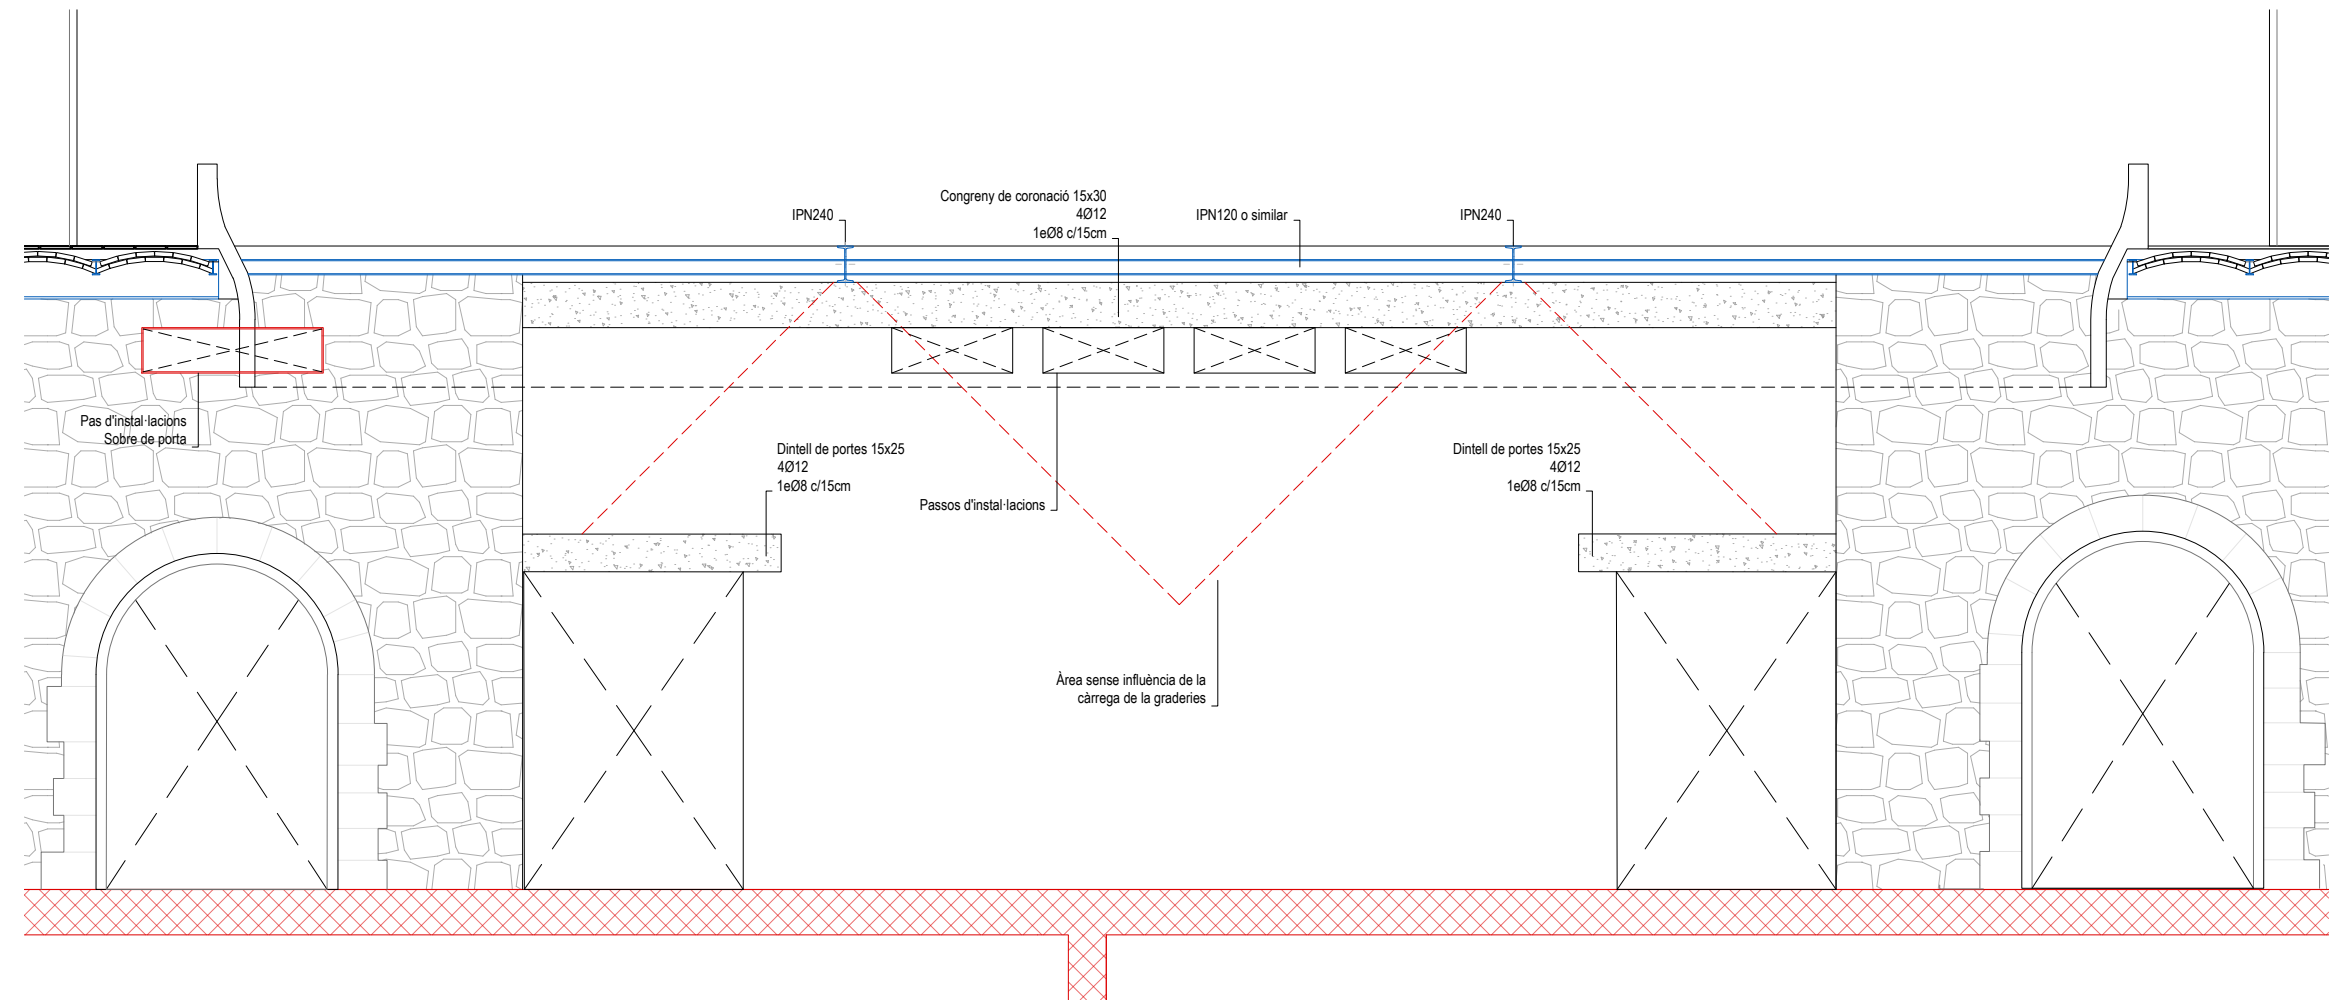 Congreny de coronació 15x30
4Ø12
1eØ8 c/15cm
IPN240
IPN120 o similar
IPN240
Pas d'instal·lacions
Sobre de porta
Dintell de portes 15x25
4Ø12
1eØ8 c/15cm
Passos d'instal·lacions
Dintell de portes 15x25
4Ø12
1eØ8 c/15cm
Àrea sense influència de la
càrrega de la graderies